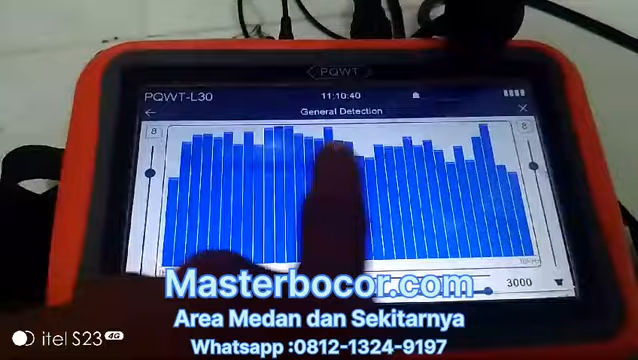 PQWT
PQWT-L30
11:10:40
General Detection
8
8
3000
Masterbocor.com
Area Medan dan Sekitarnya
Whatsapp :0812-1324-9197
itel S23 4G